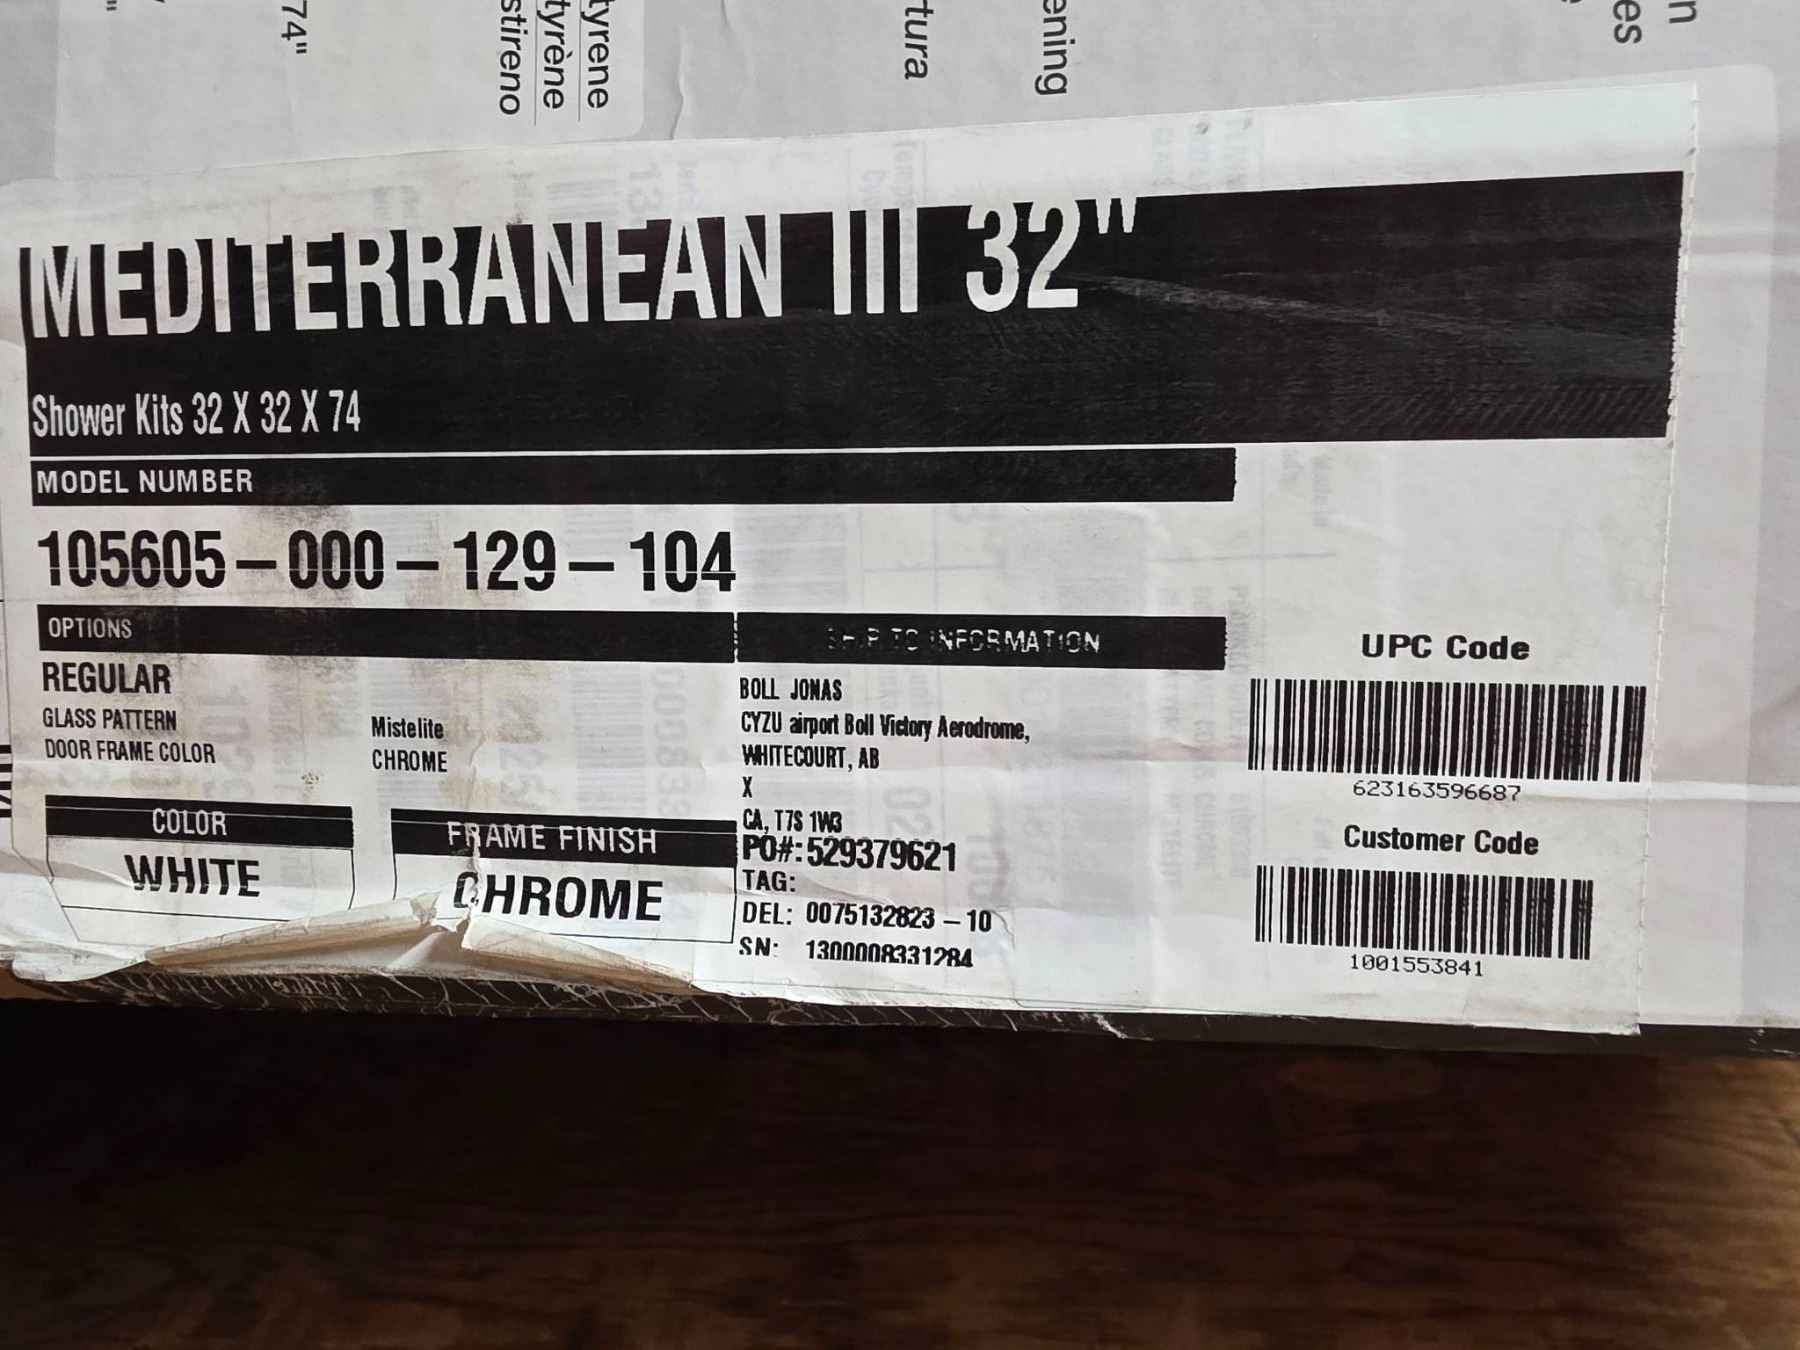 74"
stireno
tyrène
tyrene
tura
ening
es
n
MEDITERRANEAN III 32"
Shower Kits 32 X 32 X 74
MODEL NUMBER
105605-000-129-104
OPTIONS
SHIP TO INFORMATION
REGULAR
GLASS PATTERN Mistelite
DOOR FRAME COLOR CHROME
COLOR
WHITE
FRAME FINISH
CHROME
BOLL JONAS
CYZU airport Boll Victory Aerodrome,
WHITECOURT, AB
X
CA, T7S 1W3
PO#:529379621
TAG:
DEL: 0075132823-10
SN: 1300008331284
UPC Code
623163596687
Customer Code
1001553841